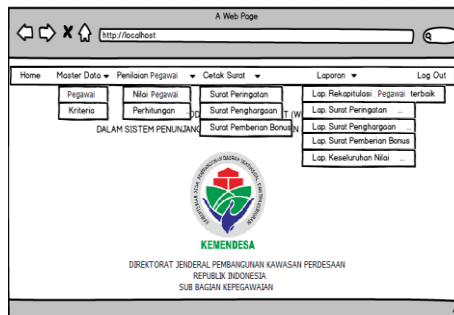 A Web Page
http://localhost
Home Master Data Penilaian Pegawai Cetak Surat Laporan Log Out
Pegawai Nilai Pegawai Surat Peringatan Lap. Rekapitulasi Pegawai terbaik
Kriteria Perhitungan Surat Penghargaan Lap. Surat Peringatan ...
DALAM SISTEM PENUNJANG Surat Pemberian Bonus Lap. Surat Penghargaan ...
Lap. Surat Pemberian Bonus
Lap. Keseluruhan Nilai ...
KEMENDESA
DIREKTORAT JENDERAL PEMBANGUNAN KAWASAN PERDESAAN
REPUBLIK INDONESIA
SUB BAGIAN KEPEGAWAIAN